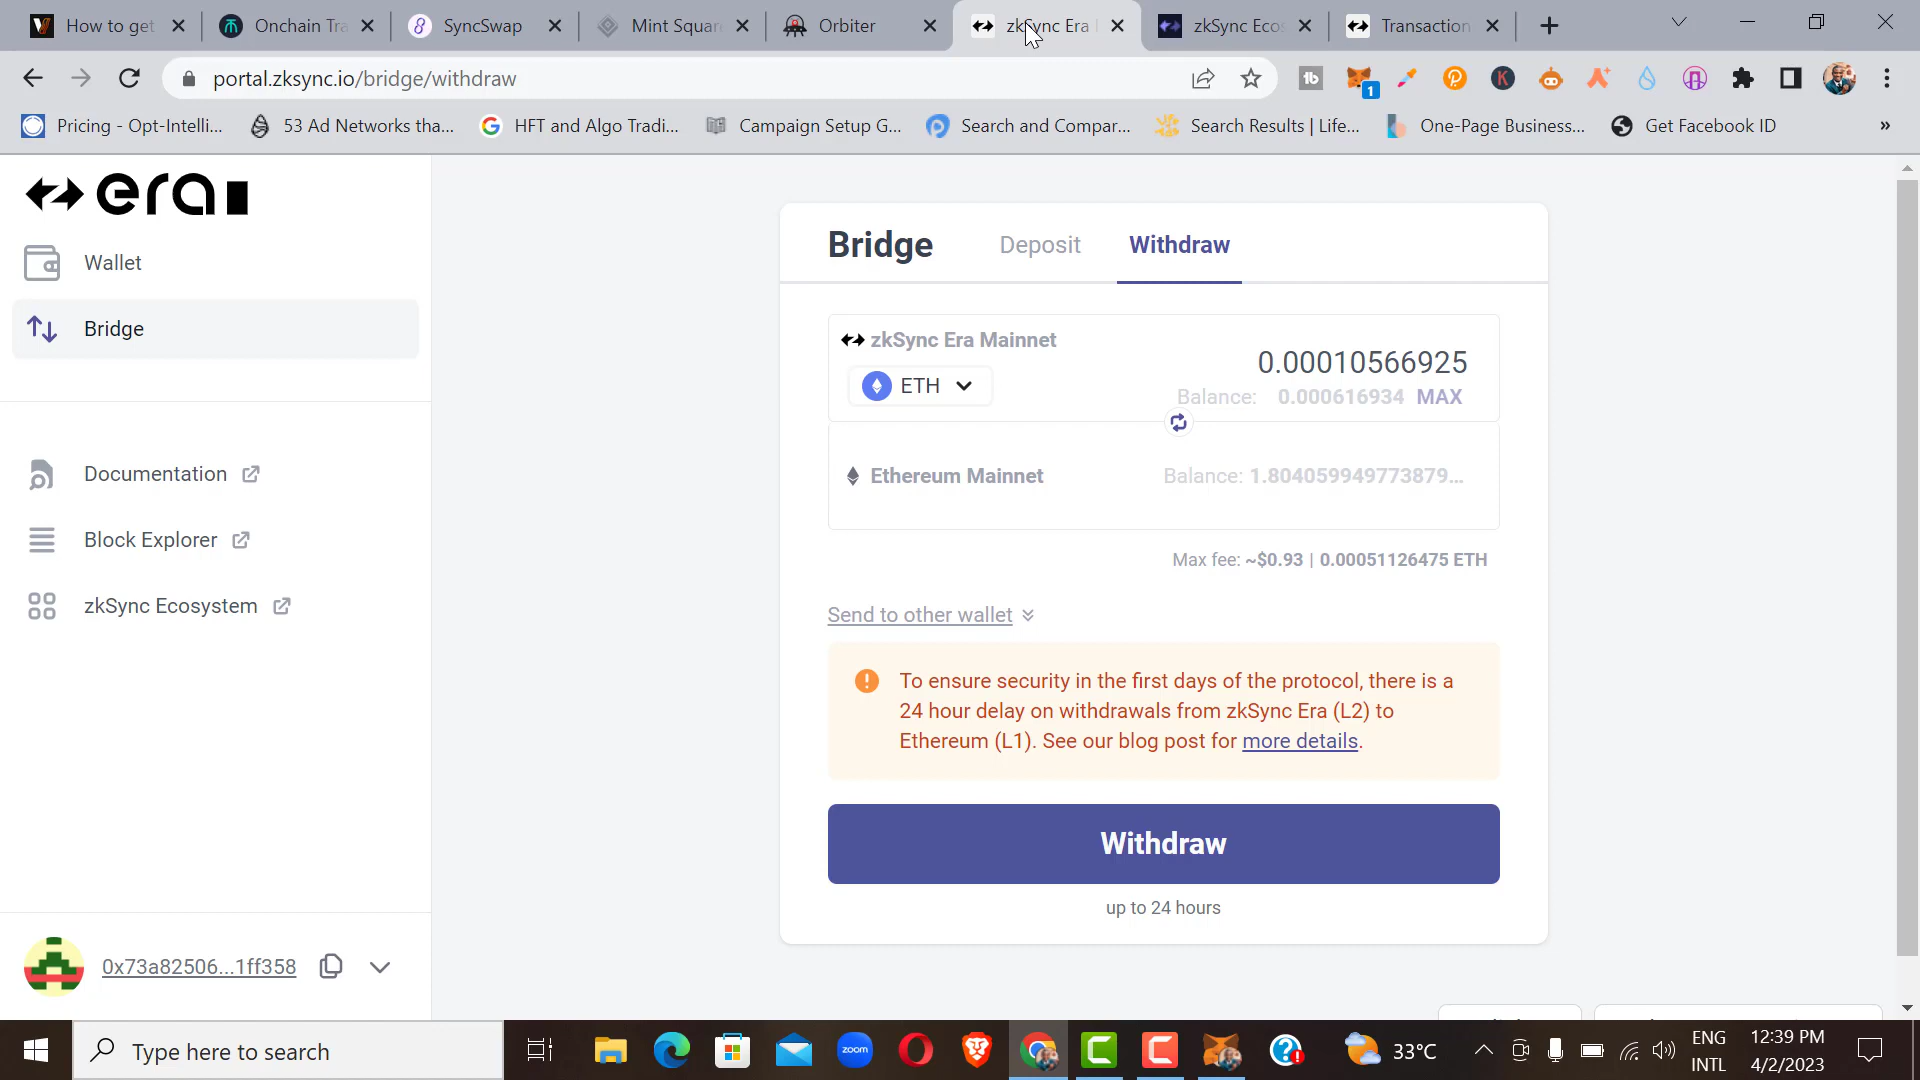 How to get
Onchain Tra
SyncSwap
Mint Squar
Orbiter
zkSync Era
zkSync Ecos
Transaction
portal.zksync.io/bridge/withdraw
1
Pricing - Opt-Intelli...
53 Ad Networks tha...
HFT and Algo Tradi...
Campaign Setup G...
Search and Compar...
Search Results | Life...
One-Page Business...
Get Facebook ID
»
era
Wallet
Bridge
Documentation
Block Explorer
zkSync Ecosystem
0x73a82506...1ff358
Bridge
Deposit
Withdraw
zkSync Era Mainnet
0.00010566925
ETH
Balance: 0.000616934 MAX
Ethereum Mainnet
Balance: 1.804059949773879...
Max fee: ~$0.93 | 0.00051126475 ETH
Send to other wallet
To ensure security in the first days of the protocol, there is a
24 hour delay on withdrawals from zkSync Era (L2) to
Ethereum (L1). See our blog post for more details.
Withdraw
up to 24 hours
Type here to search
zoom
33°C
ENG
INTL
12:39 PM
4/2/2023